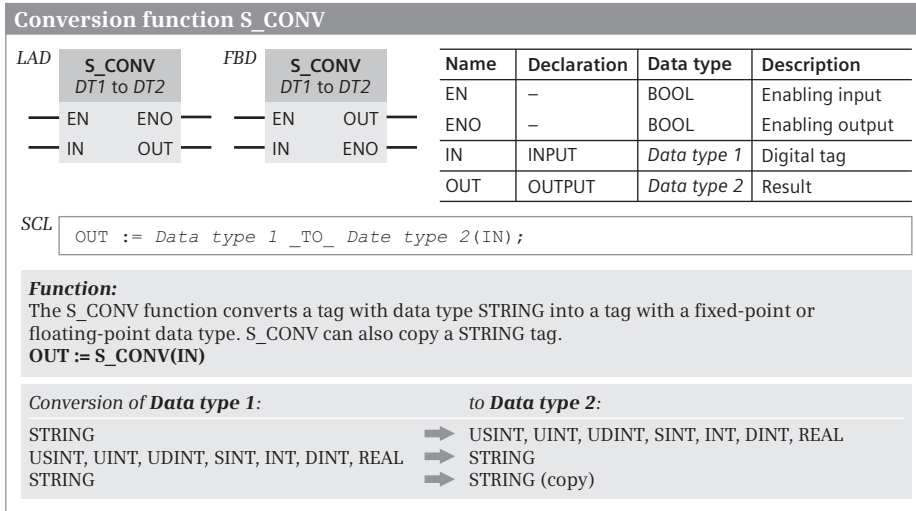 Conversion function S_CONV
LAD
S_CONV
DT1 to DT2
EN ENO
IN OUT
FBD
S_CONV
DT1 to DT2
EN OUT
IN ENO
Name Declaration Data type Description
EN – BOOL Enabling input
ENO – BOOL Enabling output
IN INPUT Data type 1 Digital tag
OUT OUTPUT Data type 2 Result
SCL
OUT := Data type 1 _TO_ Date type 2(IN);
Function:
The S_CONV function converts a tag with data type STRING into a tag with a fixed-point or
floating-point data type. S_CONV can also copy a STRING tag.
OUT := S_CONV(IN)
Conversion of Data type 1: to Data type 2:
STRING USINT, UINT, UDINT, SINT, INT, DINT, REAL
USINT, UINT, UDINT, SINT, INT, DINT, REAL STRING
STRING STRING (copy)